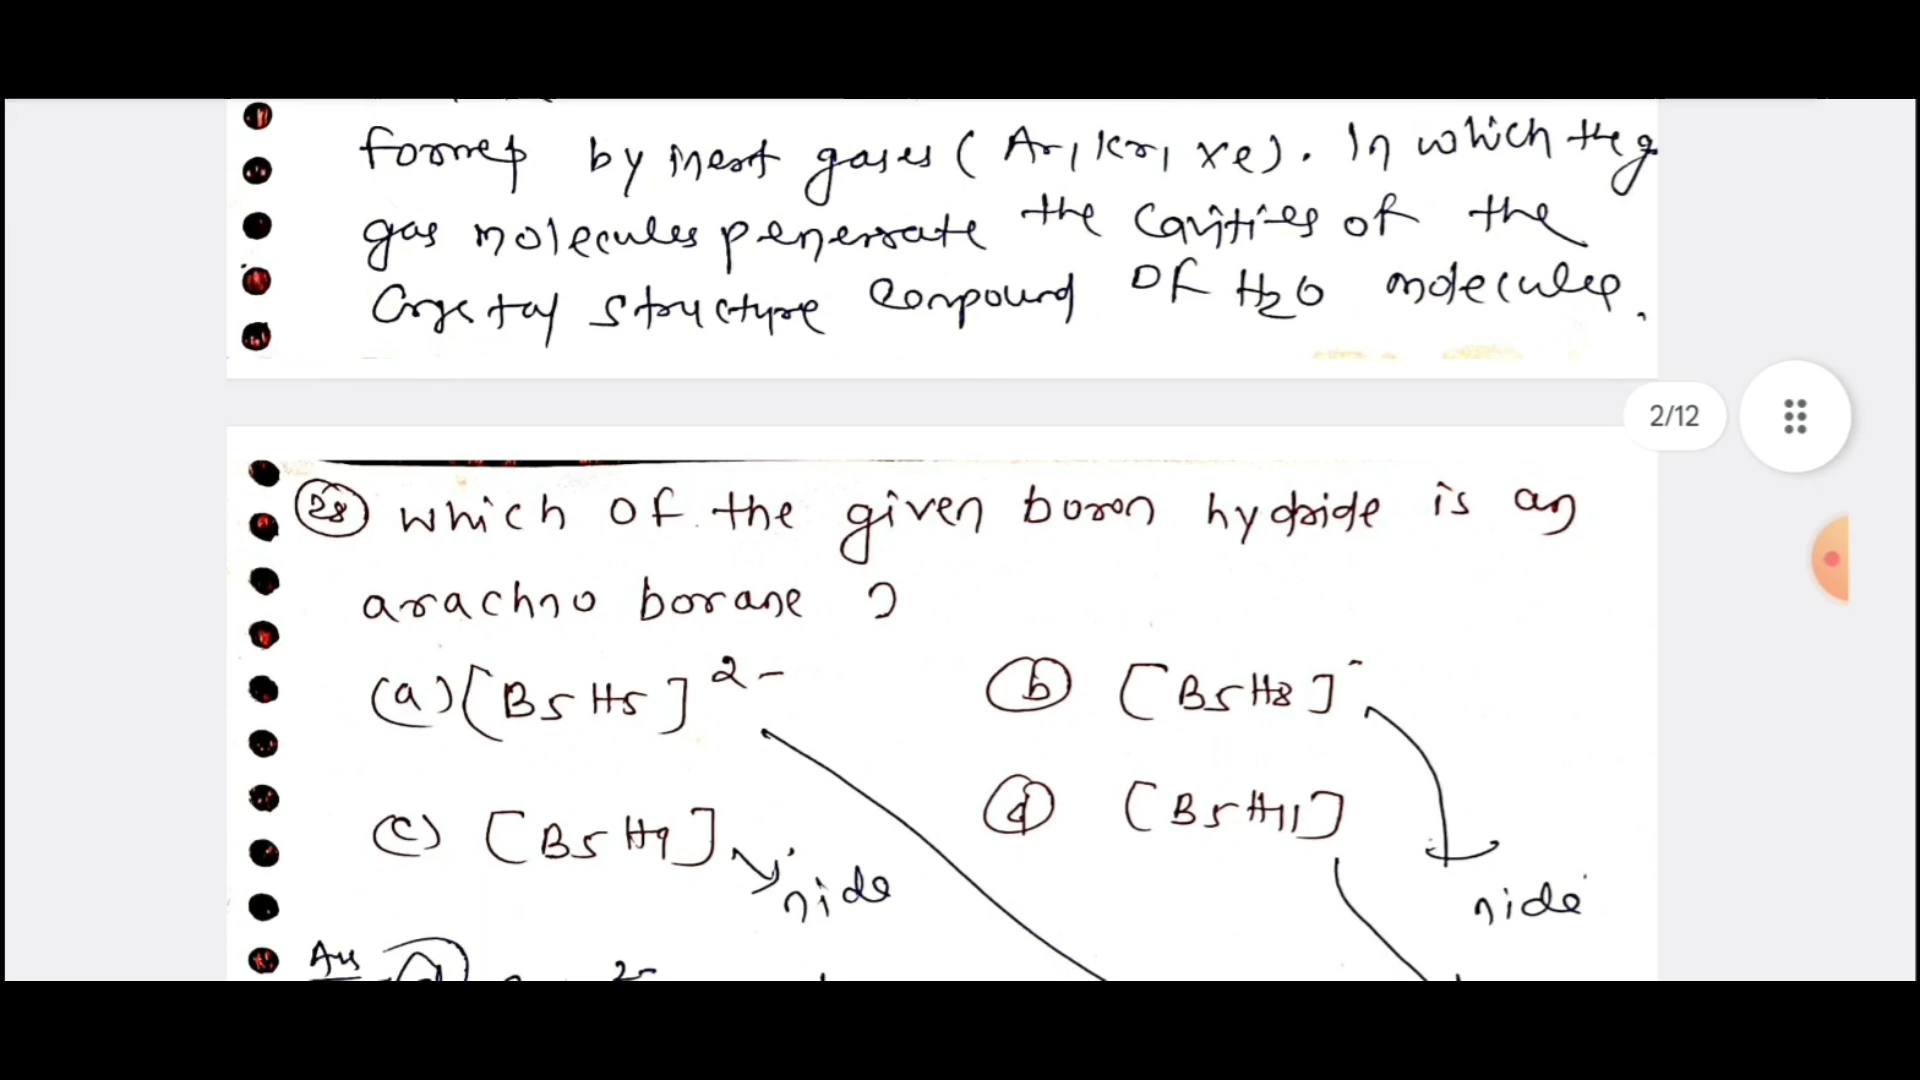 formed by inert gases (Ar, Kr, Xe). In which the g
gas molecules penerrate the cavities of the
Crystal structure compound of H2O molecules.
2/12
(28) which of the given boron hydride is an
arachno borane ?
(a) [B5H5]2- (b) [B5H8]-
(c) [B5H9] (d) [B5H11]
nido nido
Ans
2-